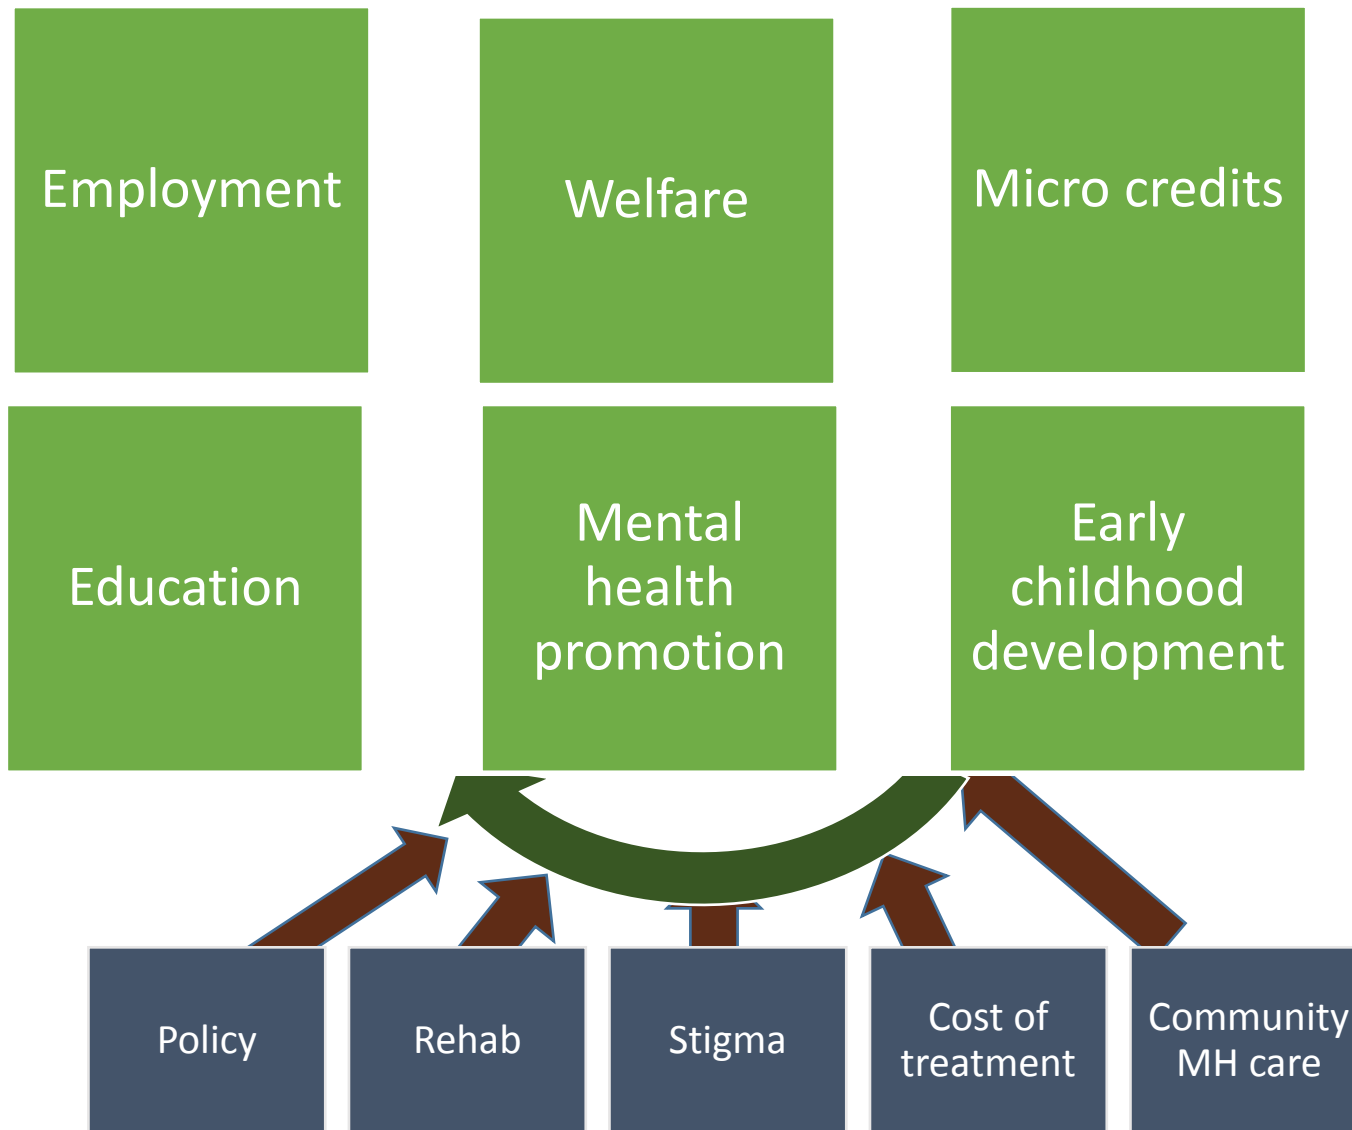 Employment
Welfare
Micro credits
Education
Mental
health
promotion
Early
childhood
development
Policy
Rehab
Stigma
Cost of
treatment
Community
MH care